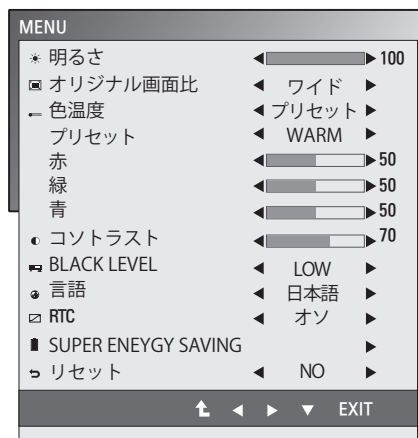 MENU
明るさ 100
オリジナル画面比 ワイド
色温度 プリセット
プリセット WARM
赤 50
緑 50
青 50
コソトラスト 70
BLACK LEVEL LOW
言語 日本語
RTC オソ
SUPER ENEYGY SAVING
リセット NO
EXIT